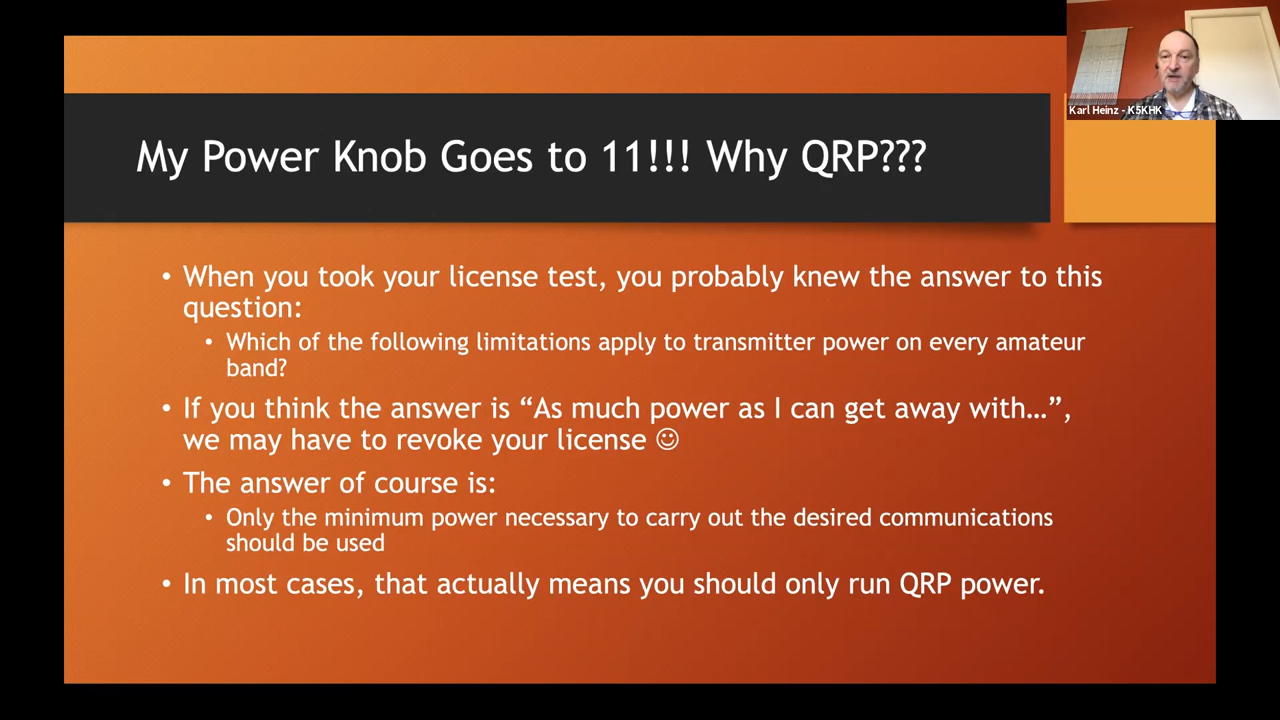 Karl Heinz - K5KHK
My Power Knob Goes to 11!!! Why QRP???
• When you took your license test, you probably knew the answer to this
question:
• Which of the following limitations apply to transmitter power on every amateur
band?
• If you think the answer is “As much power as I can get away with…”,
we may have to revoke your license ☺
• The answer of course is:
• Only the minimum power necessary to carry out the desired communications
should be used
• In most cases, that actually means you should only run QRP power.